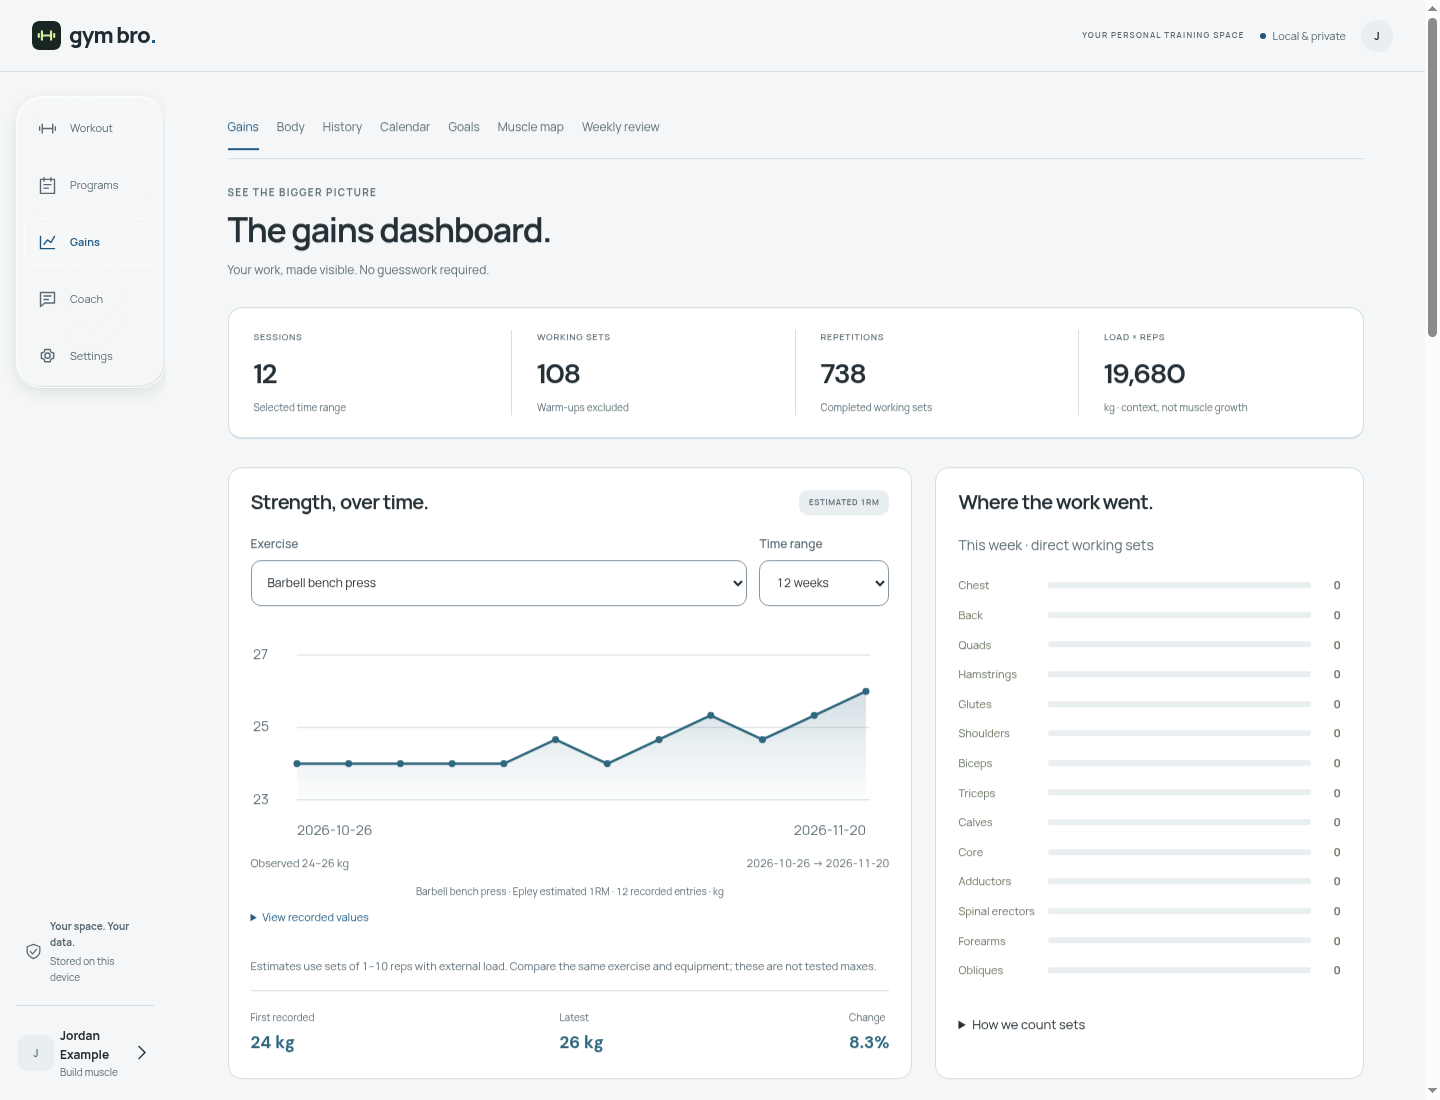 gym bro.
YOUR PERSONAL TRAINING SPACE
Local & private
J
Workout
Programs
Gains
Coach
Settings
Your space. Your
data.
Stored on this
device
J
Jordan
Example
Build muscle
Gains Body History Calendar Goals Muscle map Weekly review
SEE THE BIGGER PICTURE
The gains dashboard.
Your work, made visible. No guesswork required.
SESSIONS
12
Selected time range
WORKING SETS
108
Warm-ups excluded
REPETITIONS
738
Completed working sets
LOAD × REPS
19,680
kg · context, not muscle growth
Strength, over time.
ESTIMATED 1RM
Exercise
Barbell bench press
Time range
12 weeks
27
25
23
2026-10-26
2026-11-20
Observed 24–26 kg
2026-10-26 → 2026-11-20
Barbell bench press · Epley estimated 1RM · 12 recorded entries · kg
View recorded values
Estimates use sets of 1–10 reps with external load. Compare the same exercise and equipment; these are not tested maxes.
First recorded
24 kg
Latest
26 kg
Change
8.3%
Where the work went.
This week · direct working sets
Chest 0
Back 0
Quads 0
Hamstrings 0
Glutes 0
Shoulders 0
Biceps 0
Triceps 0
Calves 0
Core 0
Adductors 0
Spinal erectors 0
Forearms 0
Obliques 0
How we count sets